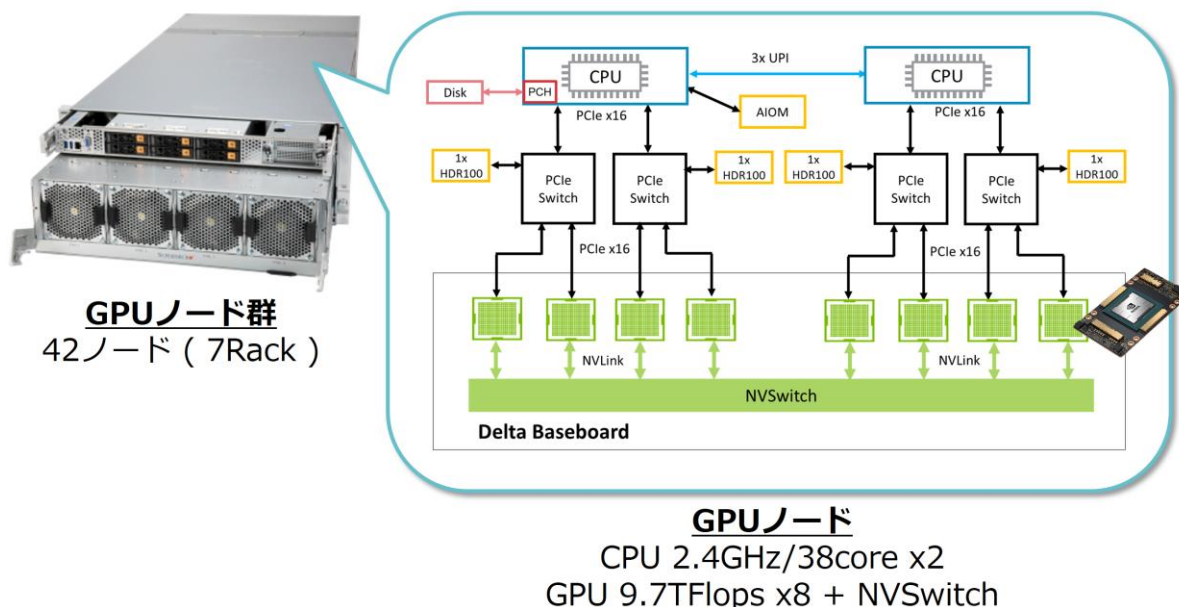 CPU
3x UPI
CPU
Disk
PCH
PCIe x16
AIOM
PCIe x16
1x
HDR100
PCIe
Switch
PCIe
Switch
1x
HDR100
1x
HDR100
PCIe
Switch
PCIe
Switch
1x
HDR100
PCIe x16
PCIe x16
NVLink
NVLink
NVSwitch
Delta Baseboard
GPUノード群
42ノード ( 7Rack )
GPUノード
CPU 2.4GHz/38core x2
GPU 9.7TFlops x8 + NVSwitch